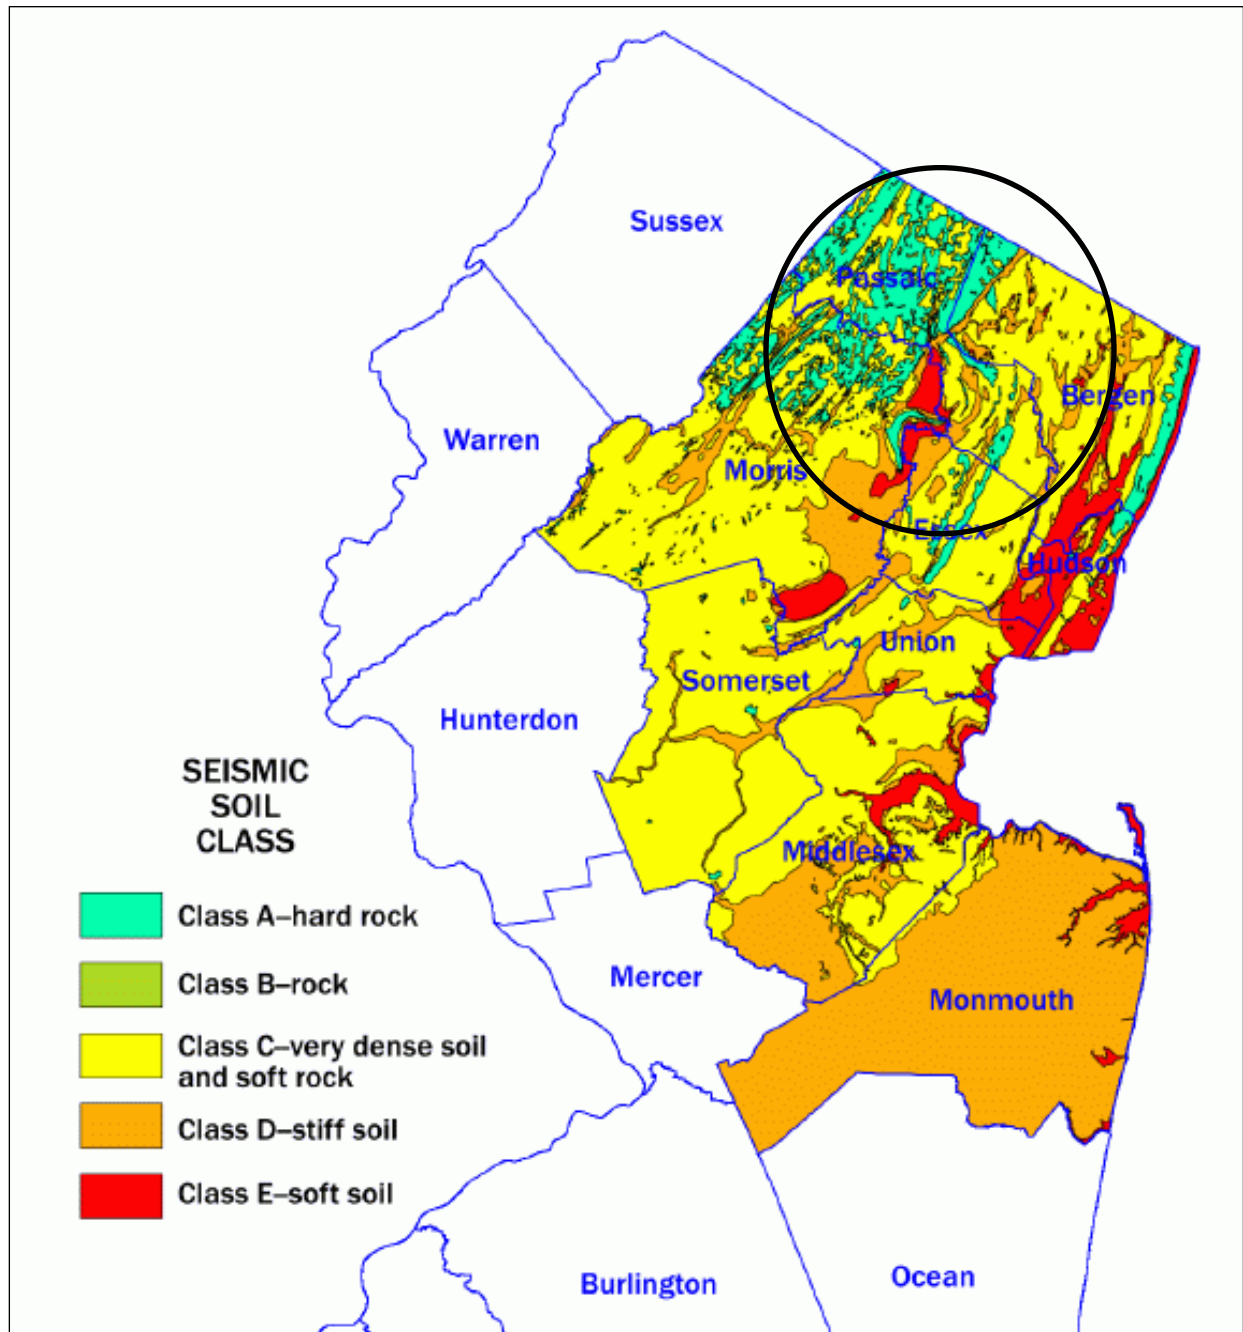 Sussex
Passaic
Bergen
Warren
Morris
Essex
Hudson
Union
Somerset
Hunterdon
SEISMIC
SOIL
CLASS
Middlesex
Class A–hard rock
Class B–rock
Mercer
Monmouth
Class C–very dense soil
and soft rock
Class D–stiff soil
Class E–soft soil
Burlington
Ocean